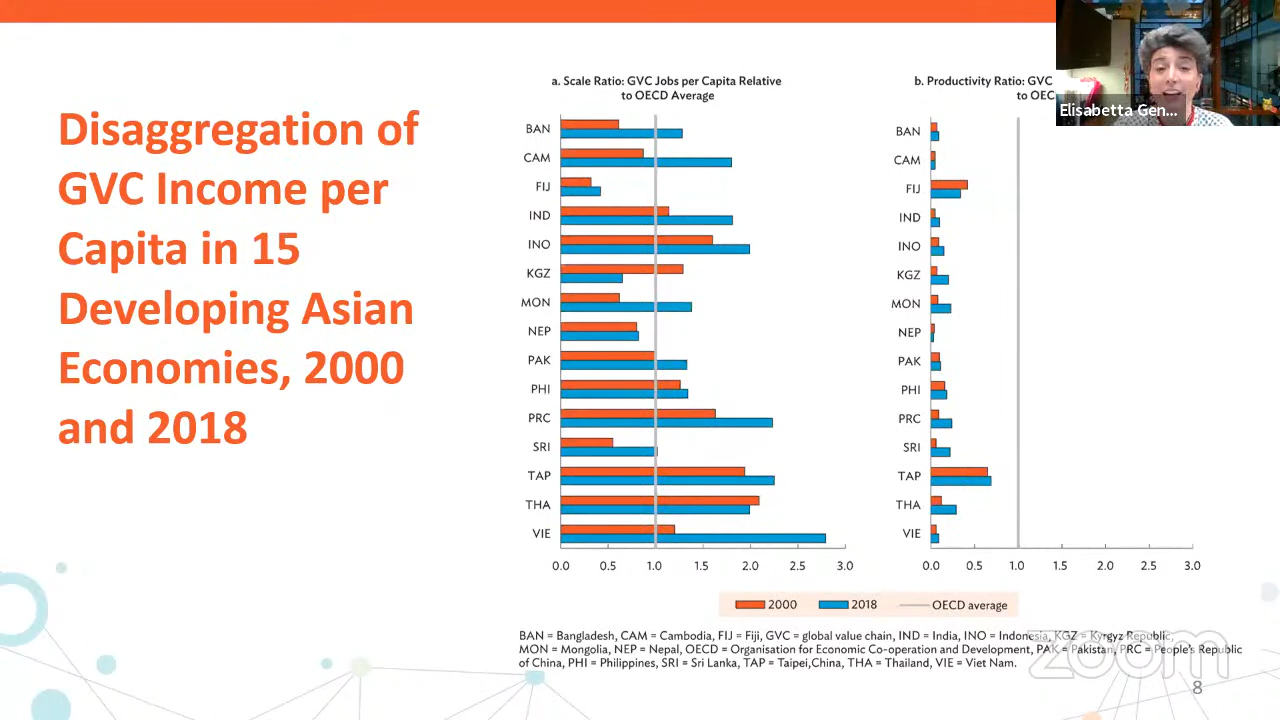 Disaggregation of
GVC Income per
Capita in 15
Developing Asian
Economies, 2000
and 2018
a. Scale Ratio: GVC Jobs per Capita Relative
to OECD Average
BAN
CAM
FIJ
IND
INO
KGZ
MON
NEP
PAK
PHI
PRC
SRI
TAP
THA
VIE
0.0 0.5 1.0 1.5 2.0 2.5 3.0
b. Productivity Ratio: GVC
to OEC
BAN
CAM
FIJ
IND
INO
KGZ
MON
NEP
PAK
PHI
PRC
SRI
TAP
THA
VIE
0.0 0.5 1.0 1.5 2.0 2.5 3.0
Elisabetta Gen...
2000 2018 OECD average
BAN = Bangladesh, CAM = Cambodia, FIJ = Fiji, GVC = global value chain, IND = India, INO = Indonesia, KGZ = Kyrgyz Republic,
MON = Mongolia, NEP = Nepal, OECD = Organisation for Economic Co-operation and Development, PAK = Pakistan, PRC = People's Republic
of China, PHI = Philippines, SRI = Sri Lanka, TAP = Taipei,China, THA = Thailand, VIE = Viet Nam.
zoom
8